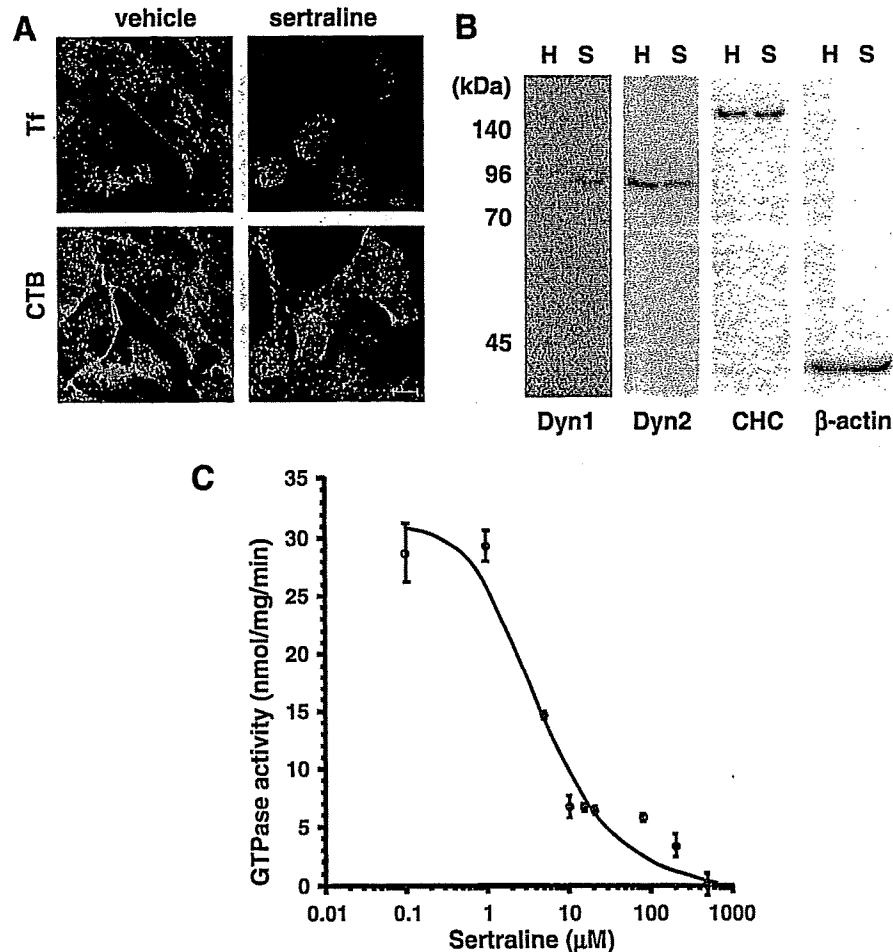 A
vehicle
sertraline
Tf
CTB
B
H S H S H S H S
(kDa)
140
96
70
45
Dyn1 Dyn2 CHC β-actin
C
GTPase activity (nmol/mg/min)
35
30
25
20
15
10
5
0
0.01 0.1 1 10 100 1000
Sertraline (μM)